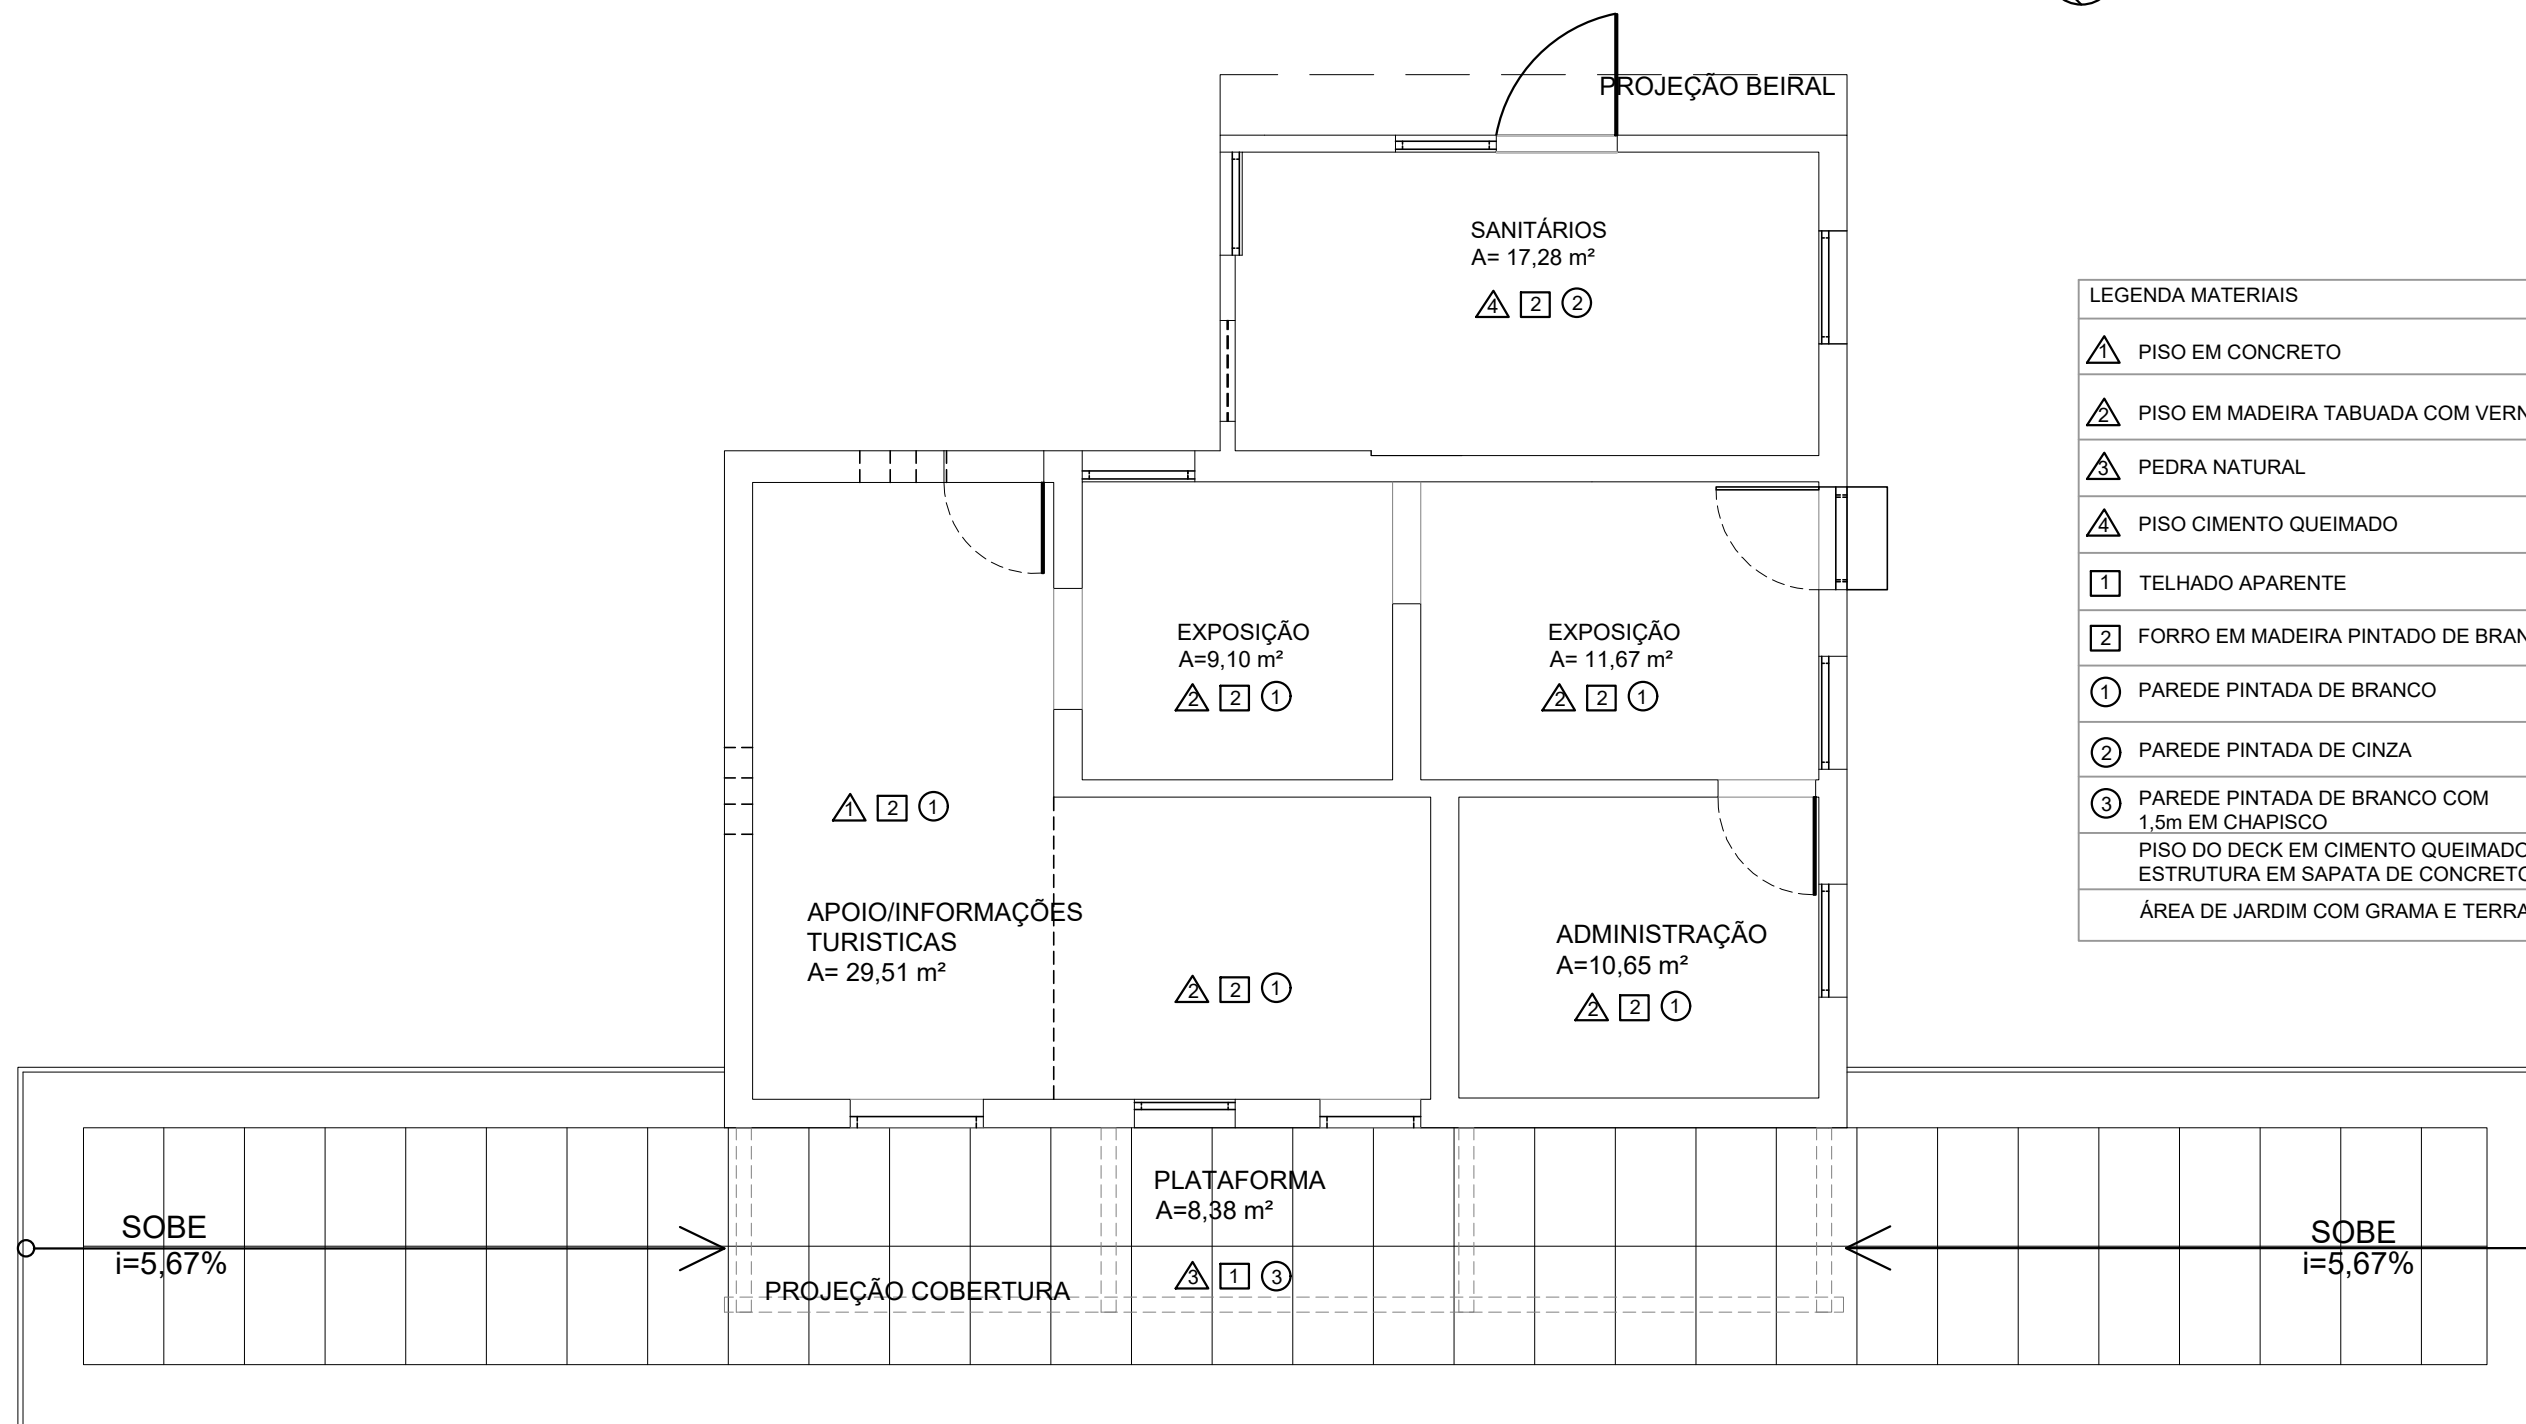 PROJEÇÃO BEIRAL
SANITÁRIOS
A= 17,28 m²
4 2 2
LEGENDA MATERIAIS
1 PISO EM CONCRETO
2 PISO EM MADEIRA TABUADA COM VERN
3 PEDRA NATURAL
4 PISO CIMENTO QUEIMADO
1 TELHADO APARENTE
2 FORRO EM MADEIRA PINTADO DE BRAN
1 PAREDE PINTADA DE BRANCO
2 PAREDE PINTADA DE CINZA
3 PAREDE PINTADA DE BRANCO COM
1,5m EM CHAPISCO
PISO DO DECK EM CIMENTO QUEIMADO
ESTRUTURA EM SAPATA DE CONCRETO
ÁREA DE JARDIM COM GRAMA E TERRA
EXPOSIÇÃO
A=9,10 m²
2 2 1
EXPOSIÇÃO
A= 11,67 m²
2 2 1
1 2 1
APOIO/INFORMAÇÕES
TURISTICAS
A= 29,51 m²
2 2 1
ADMINISTRAÇÃO
A=10,65 m²
2 2 1
PLATAFORMA
A=8,38 m²
3 1 3
PROJEÇÃO COBERTURA
SOBE
i=5,67%
SOBE
i=5,67%